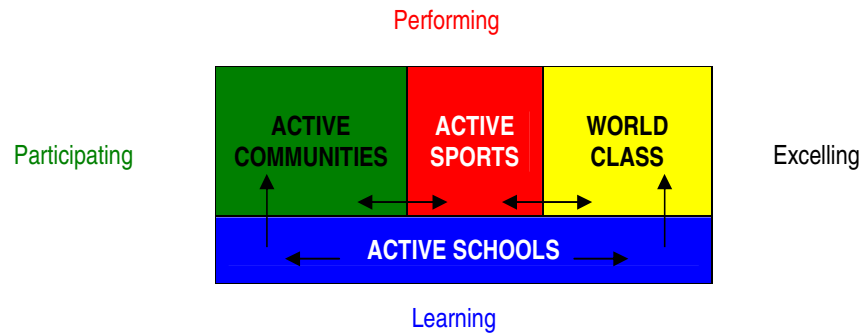 Performing
ACTIVE
COMMUNITIES
ACTIVE
SPORTS
WORLD
CLASS
Participating
Excelling
ACTIVE SCHOOLS
Learning